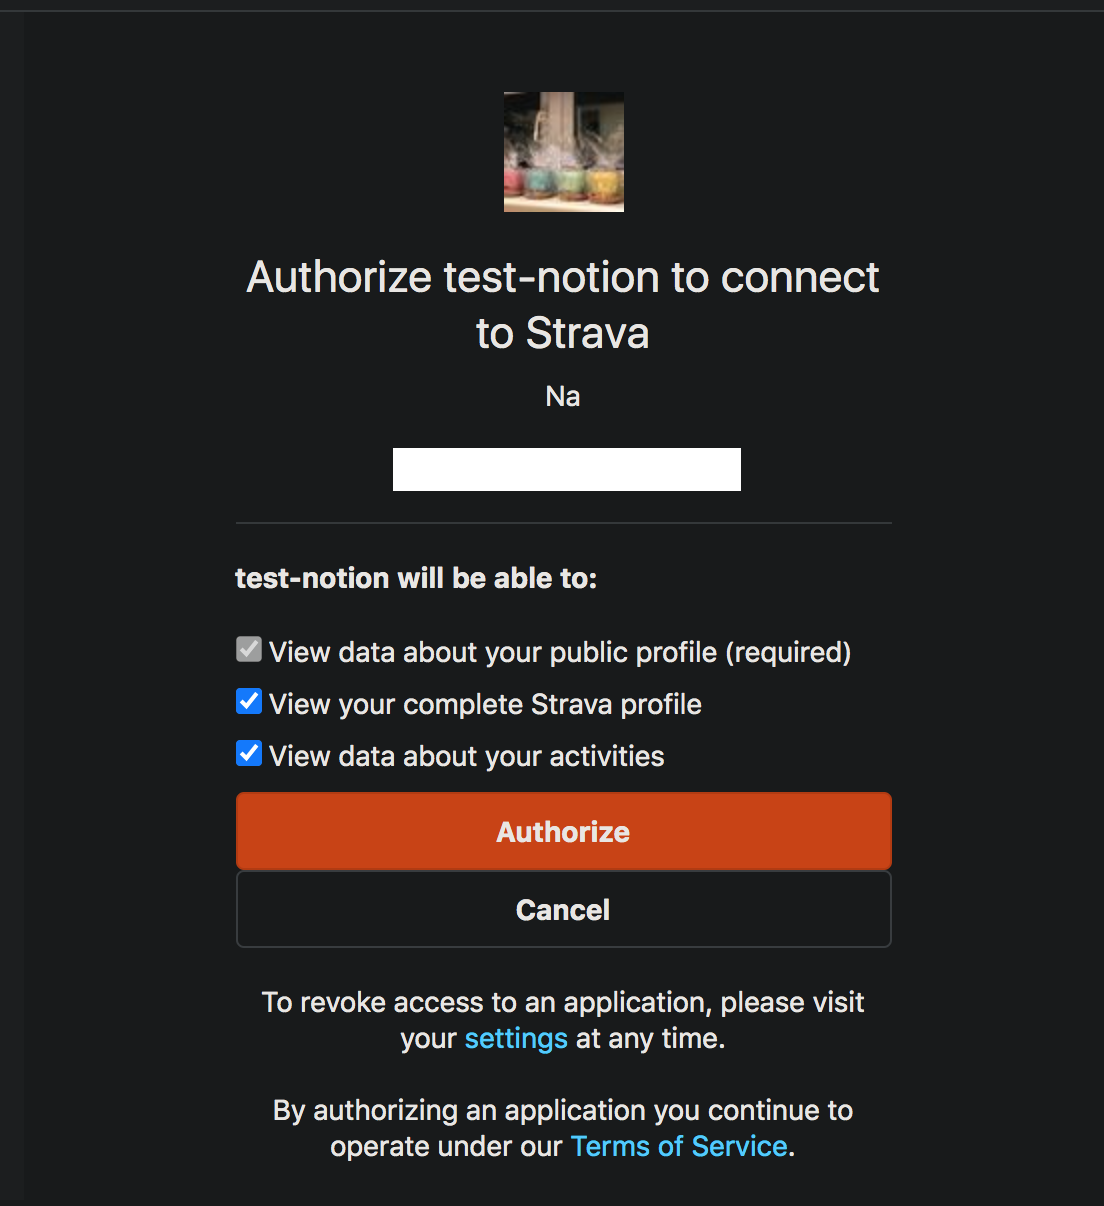 Authorize test-notion to connect
to Strava
Na
test-notion will be able to:
View data about your public profile (required)
View your complete Strava profile
View data about your activities
Authorize
Cancel
To revoke access to an application, please visit
your settings at any time.
By authorizing an application you continue to
operate under our Terms of Service.